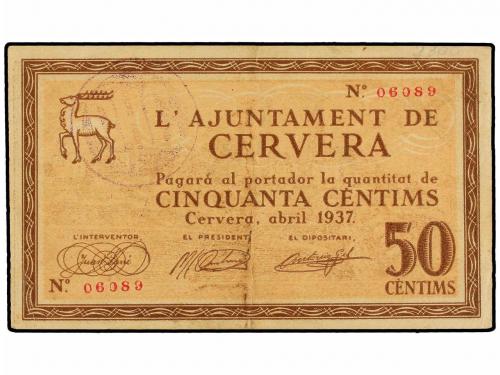 Nº 06089
L'AJUNTAMENT DE
CERVERA
Pagará al portador la quantitat de
CINQUANTA CÈNTIMS
Cervera, abril 1937.
L'INTERVENTOR, EL PRESIDENT, EL DIPOSITARI,
Nº 06089
50
CÈNTIMS